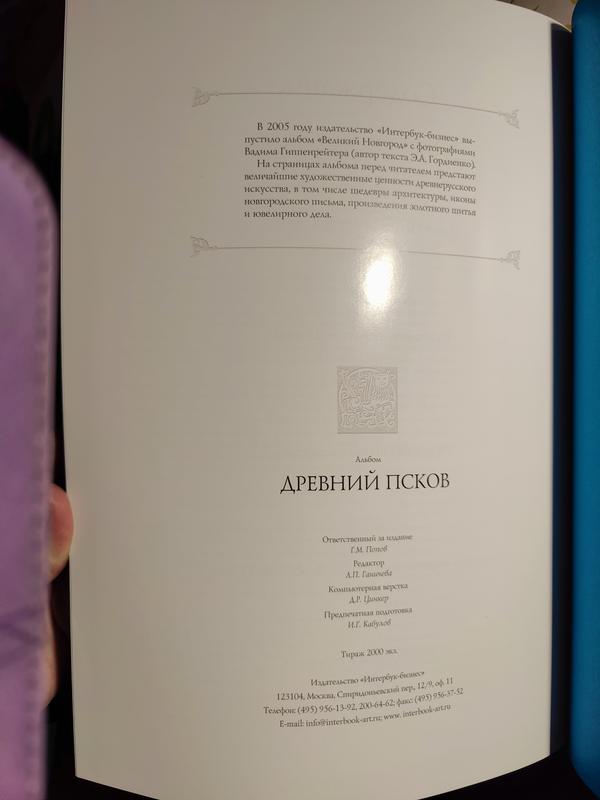 В 2005 году издательство «Интербук-бизнес» вы-
пустило альбом «Великий Новгород» с фотографиями
Вадима Гиппенрейтера (автор текста Э.А. Гордиенко).
На страницах альбома перед читателем предстают
величайшие художественные ценности древнерусского
искусства, в том числе шедевры архитектуры, иконы
новгородского письма, произведения золотного шитья
и ювелирного дела.
Альбом
ДРЕВНИЙ ПСКОВ
Ответственный за издание
Г.М. Попов
Редактор
Л.П. Ганичева
Компьютерная верстка
Д.Р. Цинкер
Предпечатная подготовка
И.Г. Кабулов
Тираж 2000 экз.
Издательство «Интербук-бизнес»
123104, Москва, Спиридоньевский пер., 12/9, оф. 11
Телефон: (495) 956-13-92, 200-64-62; факс: (495) 956-37-52
E-mail: info@interbook-art.ru; www. interbook-art.ru